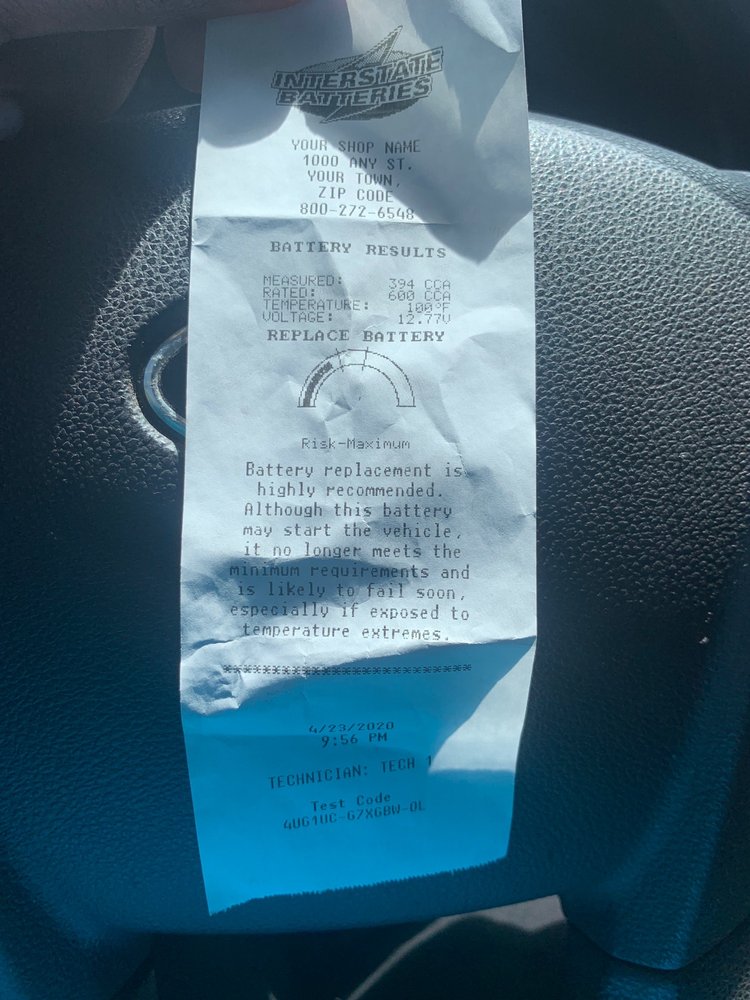 INTERSTATE
BATTERIES
YOUR SHOP NAME
1000 ANY ST.
YOUR TOWN,
ZIP CODE
800-272-6548
BATTERY RESULTS
MEASURED: 394 CCA
RATED: 600 CCA
TEMPERATURE: 100°F
VOLTAGE: 12.77V
REPLACE BATTERY
Risk-Maximum
Battery replacement is
highly recommended.
Although this battery
may start the vehicle,
it no longer meets the
minimum requirements and
is likely to fail soon,
especially if exposed to
temperature extremes.
********************************
4/23/2020
9:56 PM
TECHNICIAN: TECH 1
Test Code